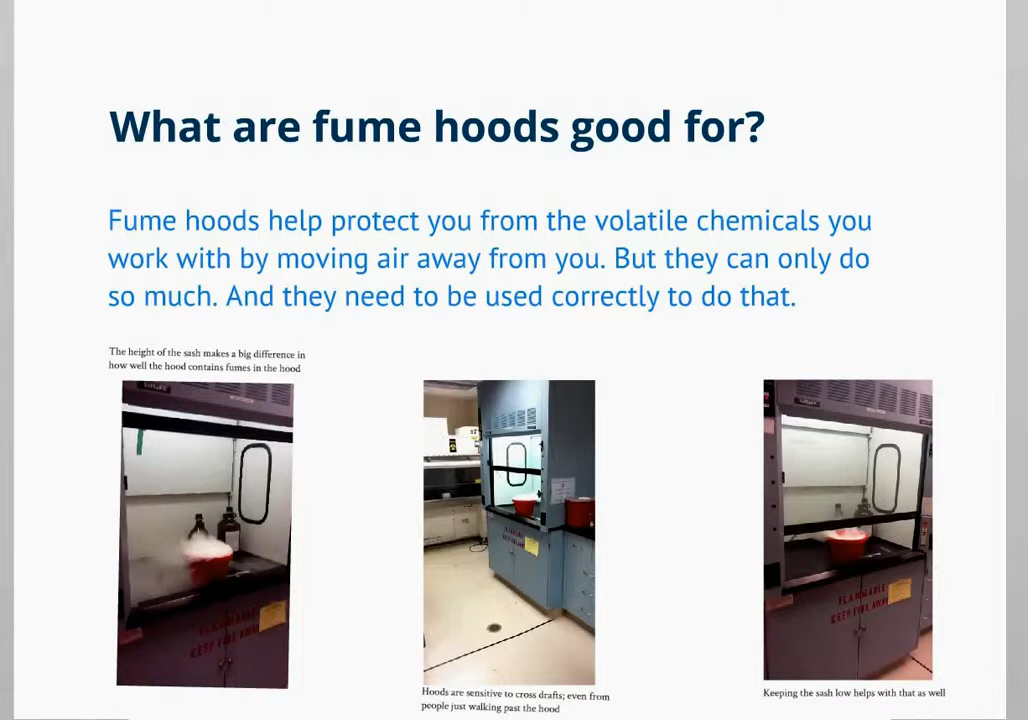 What are fume hoods good for?
Fume hoods help protect you from the volatile chemicals you
work with by moving air away from you. But they can only do
so much. And they need to be used correctly to do that.
The height of the sash makes a big difference in
how well the hood contains fumes in the hood
FLAMMABLE
KEEP FIRE AWAY
FLAMMABLE
KEEP FIRE AWAY
Hoods are sensitive to cross drafts; even from
people just walking past the hood
Keeping the sash low helps with that as well